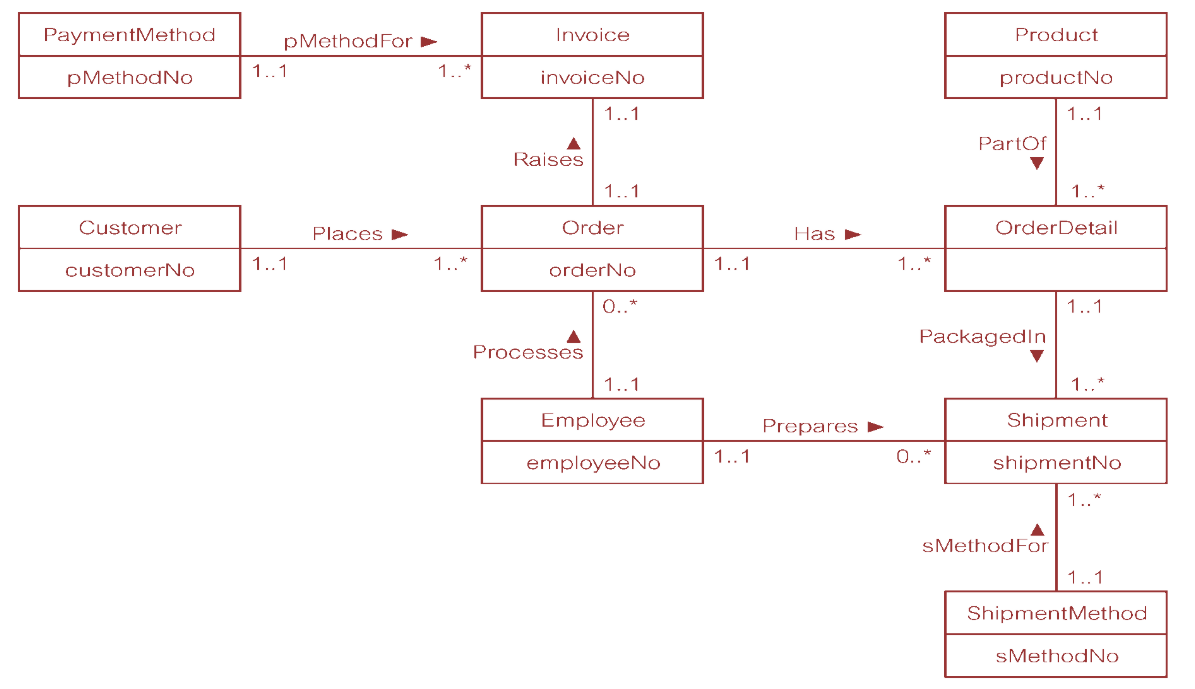 PaymentMethod
pMethodNo
pMethodFor ►
1..1
1..*
Invoice
invoiceNo
Product
productNo
1..1
▲
Raises
1..1
1..1
PartOf
▼
1..*
Customer
customerNo
Places ►
1..1
1..*
Order
orderNo
Has ►
1..1
1..*
OrderDetail
0..*
▲
Processes
1..1
1..1
PackagedIn
▼
1..*
Employee
employeeNo
Prepares ►
1..1
0..*
Shipment
shipmentNo
1..*
▲
sMethodFor
1..1
ShipmentMethod
sMethodNo